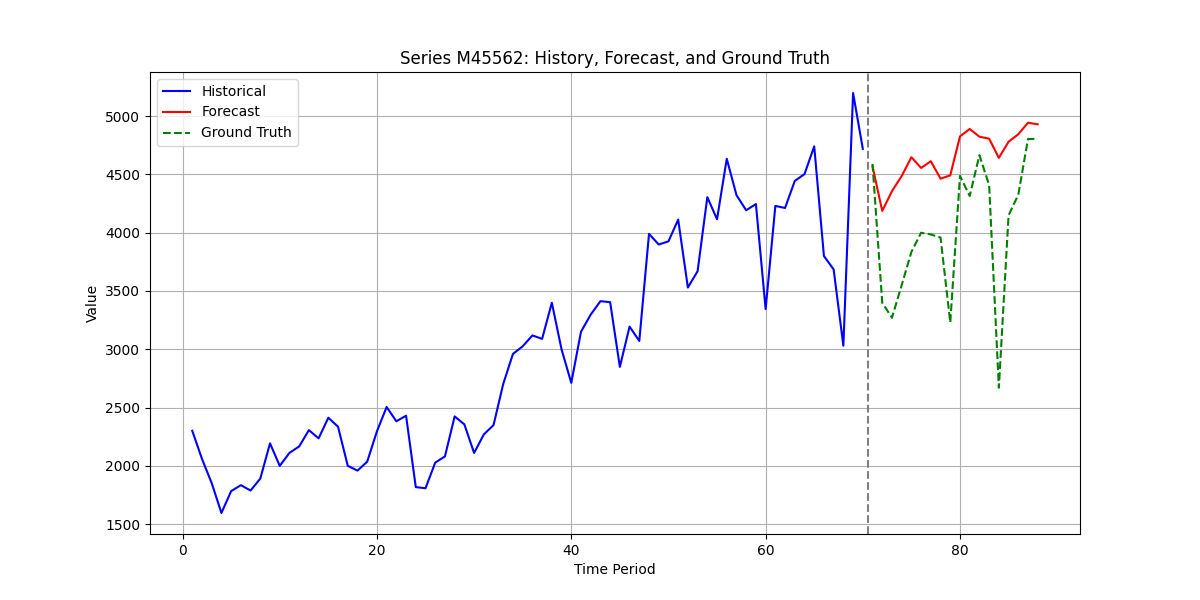 Series M45562: History, Forecast, and Ground Truth
Historical
Forecast
Ground Truth
Value
5000
4500
4000
3500
3000
2500
2000
1500
0 20 40 60 80
Time Period